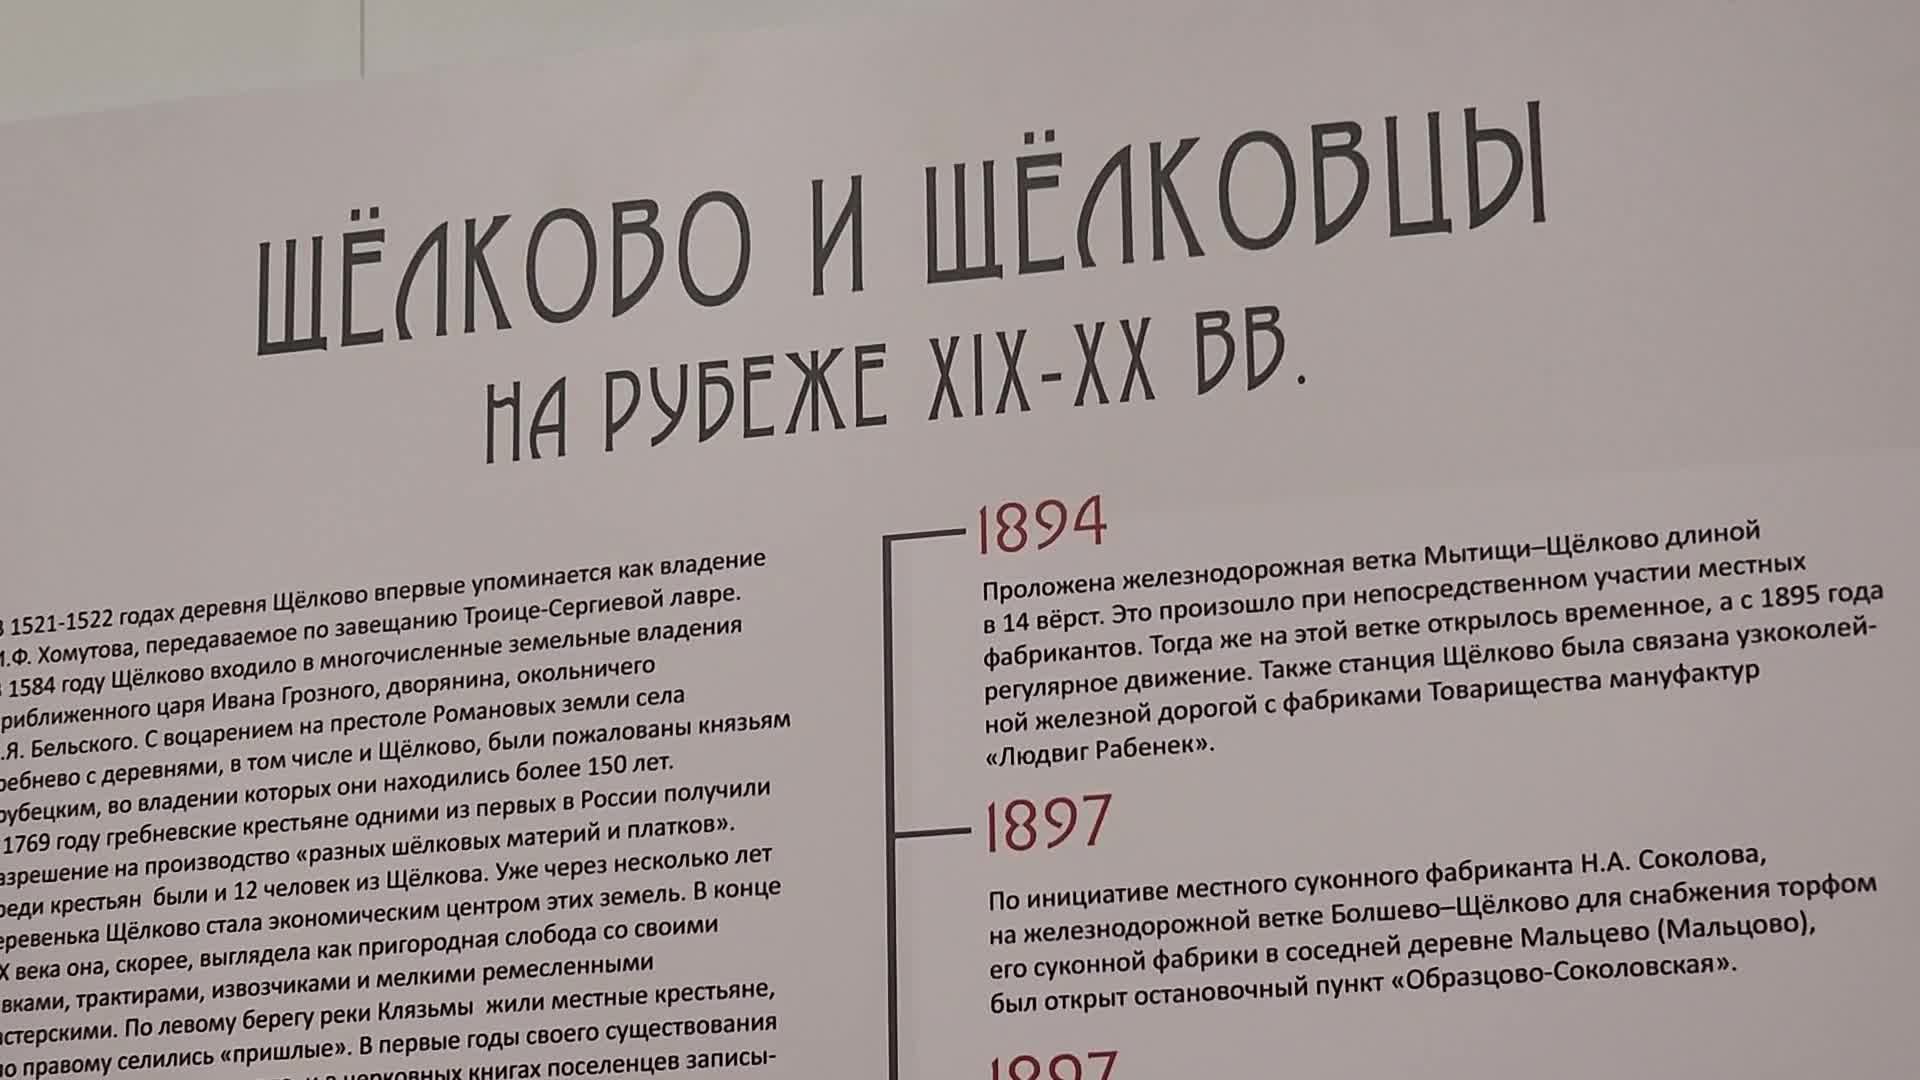 ЩЁЛКОВО И ЩЁЛКОВЦЫ
НА РУБЕЖЕ XIX-XX ВВ.
В 1521-1522 годах деревня Щёлково впервые упоминается как владение
И.Ф. Хомутова, передаваемое по завещанию Троице-Сергиевой лавре.
1584 году Щёлково входило в многочисленные земельные владения
риближенного царя Ивана Грозного, дворянина, окольничего
.Я. Бельского. С воцарением на престоле Романовых земли села
ребнево с деревнями, в том числе и Щёлково, были пожалованы князьям
рубецким, во владении которых они находились более 150 лет.
1769 году гребневские крестьяне одними из первых в России получили
азрешение на производство «разных шёлковых материй и платков».
реди крестьян были и 12 человек из Щёлкова. Уже через несколько лет
еревенька Щёлково стала экономическим центром этих земель. В конце
X века она, скорее, выглядела как пригородная слобода со своими
вками, трактирами, извозчиками и мелкими ремесленными
стерскими. По левому берегу реки Клязьмы жили местные крестьяне,
по правому селились «пришлые». В первые годы своего существования
церковных книгах поселенцев записы-
1894
Проложена железнодорожная ветка Мытищи–Щёлково длиной
в 14 вёрст. Это произошло при непосредственном участии местных
фабрикантов. Тогда же на этой ветке открылось временное, а с 1895 года
регулярное движение. Также станция Щёлково была связана узкоколей-
ной железной дорогой с фабриками Товарищества мануфактур
«Людвиг Рабенек».
1897
По инициативе местного суконного фабриканта Н.А. Соколова,
на железнодорожной ветке Болшево–Щёлково для снабжения торфом
его суконной фабрики в соседней деревне Мальцево (Мальцово),
был открыт остановочный пункт «Образцово-Соколовская».
1897